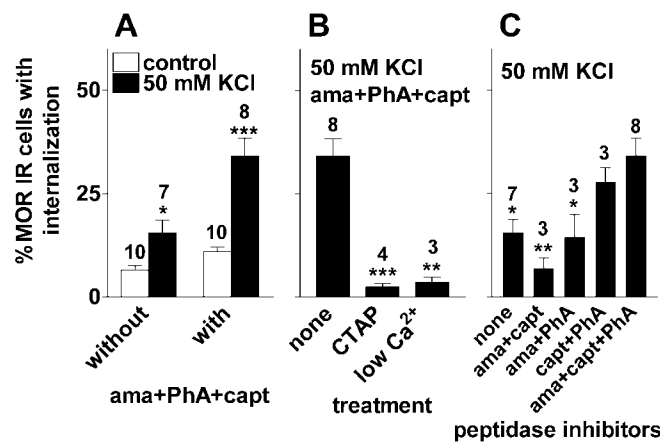 A
control
50 mM KCl
50
25
0
%MOR IR cells with
internalization
10
7
*
10
8
***
without
with
ama+PhA+capt
B
50 mM KCl
ama+PhA+capt
8
4
***
3
**
none
CTAP
low Ca²⁺
treatment
C
50 mM KCl
7
*
3
**
3
*
3
8
none
ama+capt
ama+PhA
capt+PhA
ama+capt+PhA
peptidase inhibitors